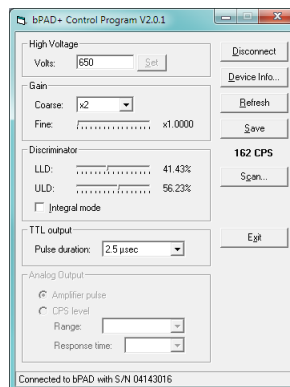 bPAD+ Control Program V2.0.1
High Voltage
Volts: 650 Set
Disconnect
Device Info...
Gain
Coarse: x2
Refresh
Fine: x1.0000
Save
Discriminator
LLD: 41.43%
162 CPS
ULD: 56.23%
Scan...
Integral mode
TTL output
Pulse duration: 2.5 µsec
Exit
Analog Output
Amplifier pulse
CPS level
Range:
Response time:
Connected to bPAD with S/N 04143016